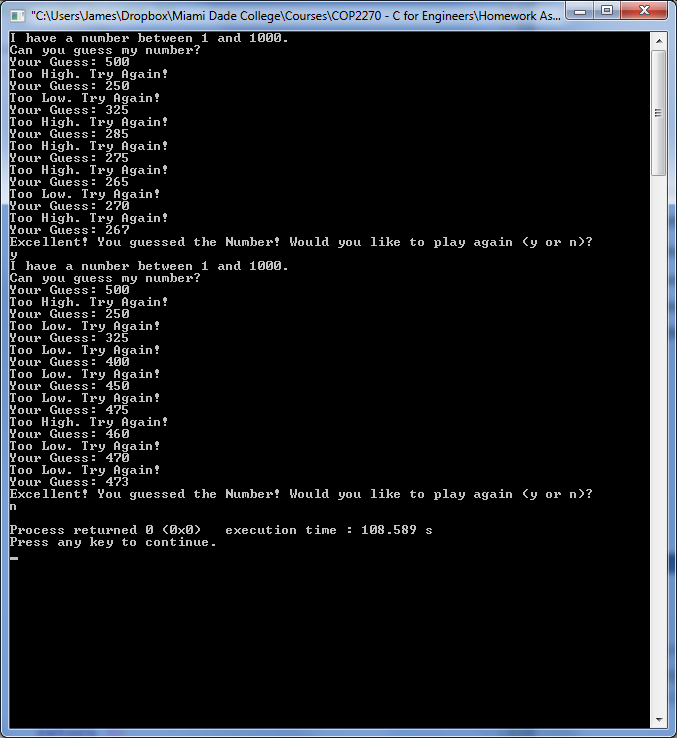 "C:\Users\James\Dropbox\Miami Dade College\Courses\COP2270 - C for Engineers\Homework As...
I have a number between 1 and 1000.
Can you guess my number?
Your Guess: 500
Too High. Try Again!
Your Guess: 250
Too Low. Try Again!
Your Guess: 325
Too High. Try Again!
Your Guess: 285
Too High. Try Again!
Your Guess: 275
Too High. Try Again!
Your Guess: 265
Too Low. Try Again!
Your Guess: 270
Too High. Try Again!
Your Guess: 267
Excellent! You guessed the Number! Would you like to play again (y or n)?
y
I have a number between 1 and 1000.
Can you guess my number?
Your Guess: 500
Too High. Try Again!
Your Guess: 250
Too Low. Try Again!
Your Guess: 325
Too Low. Try Again!
Your Guess: 400
Too Low. Try Again!
Your Guess: 450
Too Low. Try Again!
Your Guess: 475
Too High. Try Again!
Your Guess: 460
Too Low. Try Again!
Your Guess: 470
Too Low. Try Again!
Your Guess: 473
Excellent! You guessed the Number! Would you like to play again (y or n)?
n
Process returned 0 (0x0)   execution time : 108.589 s
Press any key to continue.